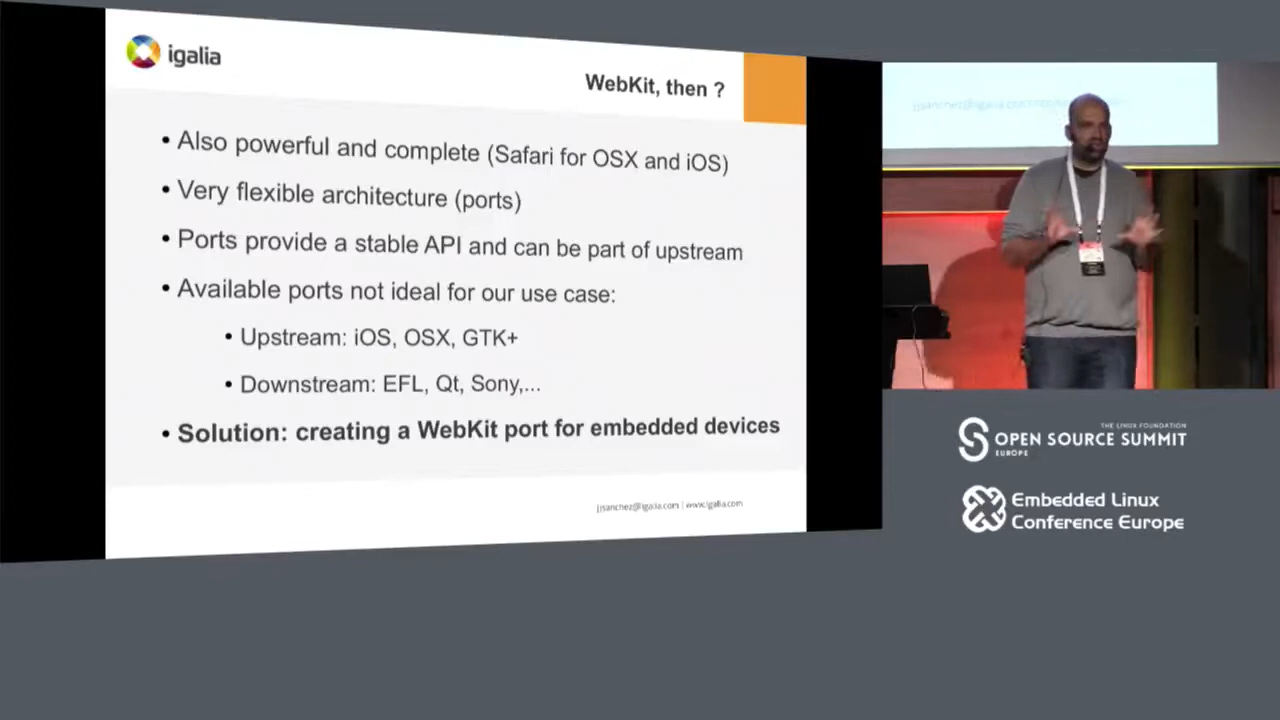 igalia
WebKit, then ?
• Also powerful and complete (Safari for OSX and iOS)
• Very flexible architecture (ports)
• Ports provide a stable API and can be part of upstream
• Available ports not ideal for our use case:
• Upstream: iOS, OSX, GTK+
• Downstream: EFL, Qt, Sony,...
• Solution: creating a WebKit port for embedded devices
jjsanchez@igalia.com | www.igalia.com
THE LINUX FOUNDATION
OPEN SOURCE SUMMIT
EUROPE
Embedded Linux
Conference Europe